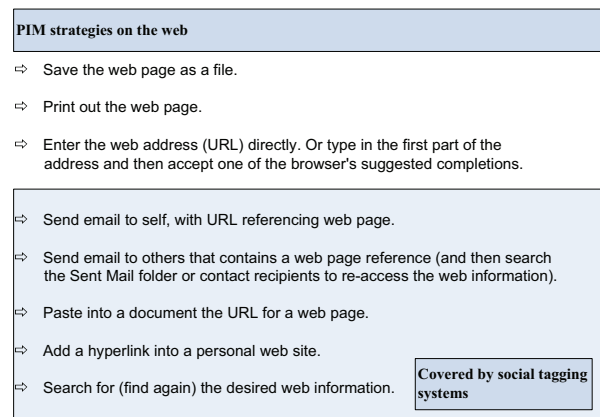 PIM strategies on the web
⇨ Save the web page as a file.
⇨ Print out the web page.
⇨ Enter the web address (URL) directly. Or type in the first part of the
address and then accept one of the browser's suggested completions.
⇨ Send email to self, with URL referencing web page.
⇨ Send email to others that contains a web page reference (and then search
the Sent Mail folder or contact recipients to re-access the web information).
⇨ Paste into a document the URL for a web page.
⇨ Add a hyperlink into a personal web site.
⇨ Search for (find again) the desired web information.
Covered by social tagging
systems